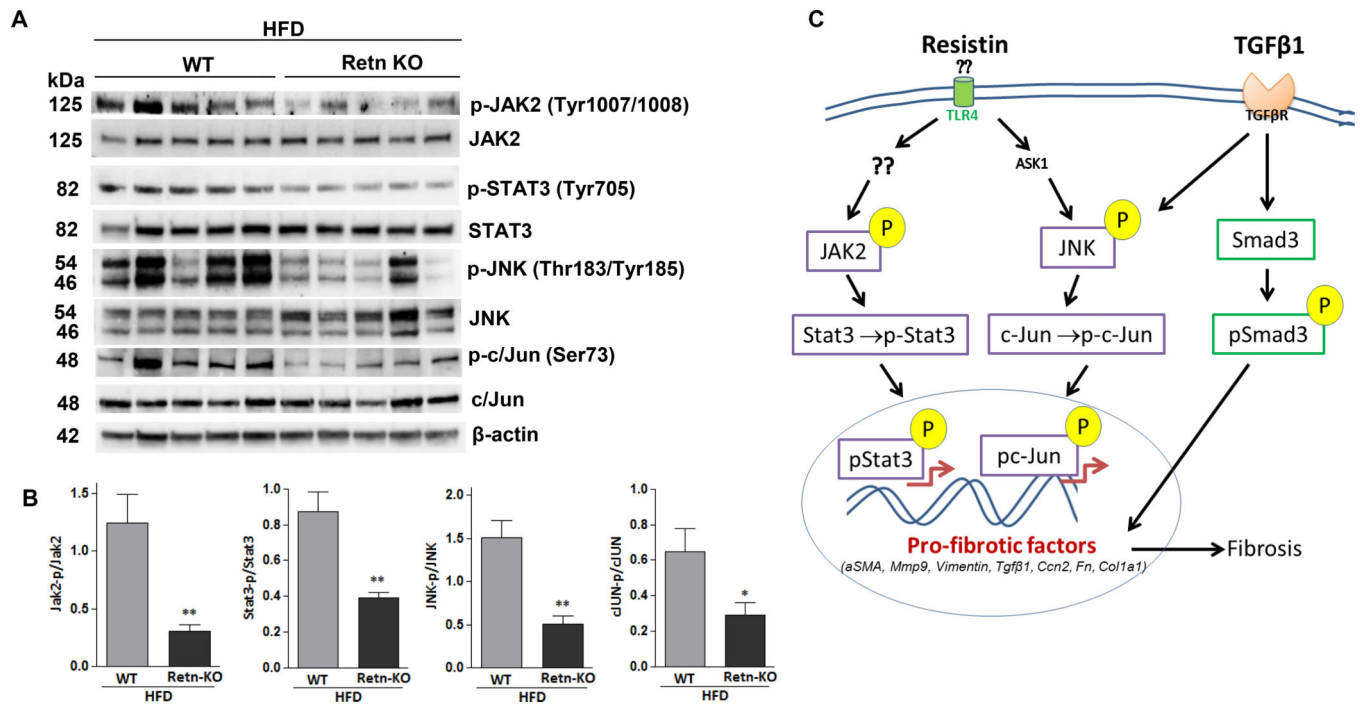 A
HFD
WT Retn KO
kDa
125 p-JAK2 (Tyr1007/1008)
125 JAK2
82 p-STAT3 (Tyr705)
82 STAT3
54
46 p-JNK (Thr183/Tyr185)
54
46 JNK
48 p-c/Jun (Ser73)
48 c/Jun
42 β-actin
B
Jak2-p/Jak2
1.5
1.0
0.5
0.0
**
WT Retn-KO
HFD
Stat3-p/Stat3
1.0
0.8
0.6
0.4
0.2
0.0
**
WT Retn-KO
HFD
JNK-p/JNK
2.0
1.5
1.0
0.5
0.0
**
WT Retn-KO
HFD
cJUN-p/cJUN
1.0
0.8
0.6
0.4
0.2
0.0
*
WT Retn-KO
HFD
C
Resistin TGFβ1
??
TLR4 TGFβR
?? ASK1
P P
JAK2 JNK Smad3
P
Stat3 →p-Stat3 c-Jun →p-c-Jun pSmad3
P P
pStat3 pc-Jun
Pro-fibrotic factors
Fibrosis
(aSMA, Mmp9, Vimentin, Tgfβ1, Ccn2, Fn, Col1a1)